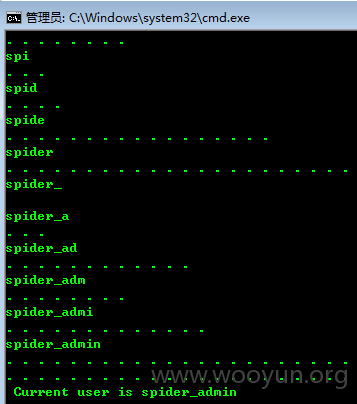 管理员: C:\Windows\system32\cmd.exe
- - - - - - - -
spi
- - -
spid
- - - -
spide
- - - - - - - - - - - - - - - - -
spider
- - - - - - - - - - - - - - - - - - - - - -
spider_
spider_a
- - -
spider_ad
- - - - - - - - - - - -
spider_adm
- - - - - - - -
spider_admi
- - - - - - - - - - - - -
spider_admin
- - - - - - - - - - - - - - - - - - - - - -
- - - - - - - - - - - - - - - - - - - - - -
www.wooyun.org
Current user is spider_admin